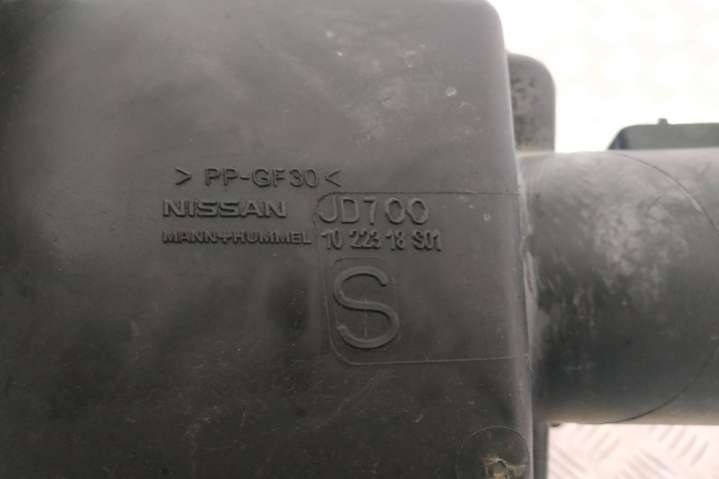 > PP-GF30 <
NISSAN JD700
MANN+HUMMEL 10 223 18 S01
S